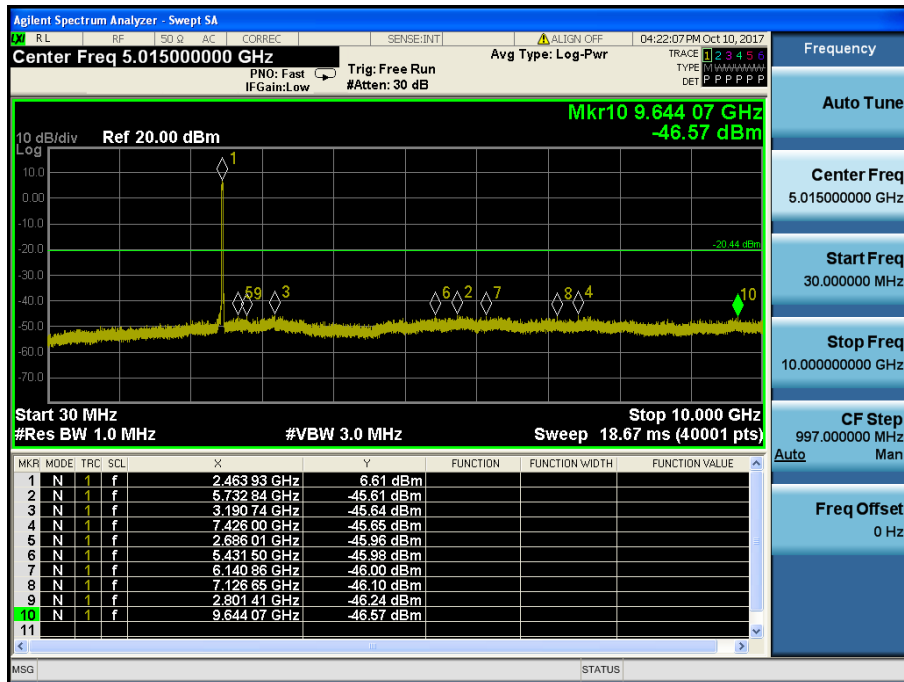 Agilent Spectrum Analyzer - Swept SA
LXI RL RF 50 Ω AC CORREC SENSE:INT ALIGN OFF 04:22:07 PM Oct 10, 2017
Center Freq 5.015000000 GHz
PNO: Fast
IFGain:Low
Trig: Free Run
#Atten: 30 dB
Avg Type: Log-Pwr
TRACE 1 2 3 4 5 6
TYPE M WWWWW
DET P P P P P P
Mkr10 9.644 07 GHz
-46.57 dBm
10 dB/div Ref 20.00 dBm
Log
10.0
0.00
-10.0
-20.0
-30.0
-40.0
-50.0
-60.0
-70.0
-20.44 dBm
1
5 9 3 6 2 7 8 4 10
Start 30 MHz Stop 10.000 GHz
#Res BW 1.0 MHz #VBW 3.0 MHz Sweep 18.67 ms (40001 pts)
MKR MODE TRC SCL X Y FUNCTION FUNCTION WIDTH FUNCTION VALUE
1 N 1 f 2.463 93 GHz 6.61 dBm
2 N 1 f 5.732 84 GHz -45.61 dBm
3 N 1 f 3.190 74 GHz -45.64 dBm
4 N 1 f 7.426 00 GHz -45.65 dBm
5 N 1 f 2.686 01 GHz -45.96 dBm
6 N 1 f 5.431 50 GHz -45.98 dBm
7 N 1 f 6.140 86 GHz -46.00 dBm
8 N 1 f 7.126 65 GHz -46.10 dBm
9 N 1 f 2.801 41 GHz -46.24 dBm
10 N 1 f 9.644 07 GHz -46.57 dBm
11
MSG STATUS
Frequency
Auto Tune
Center Freq
5.015000000 GHz
Start Freq
30.000000 MHz
Stop Freq
10.000000000 GHz
CF Step
997.000000 MHz
Auto Man
Freq Offset
0 Hz